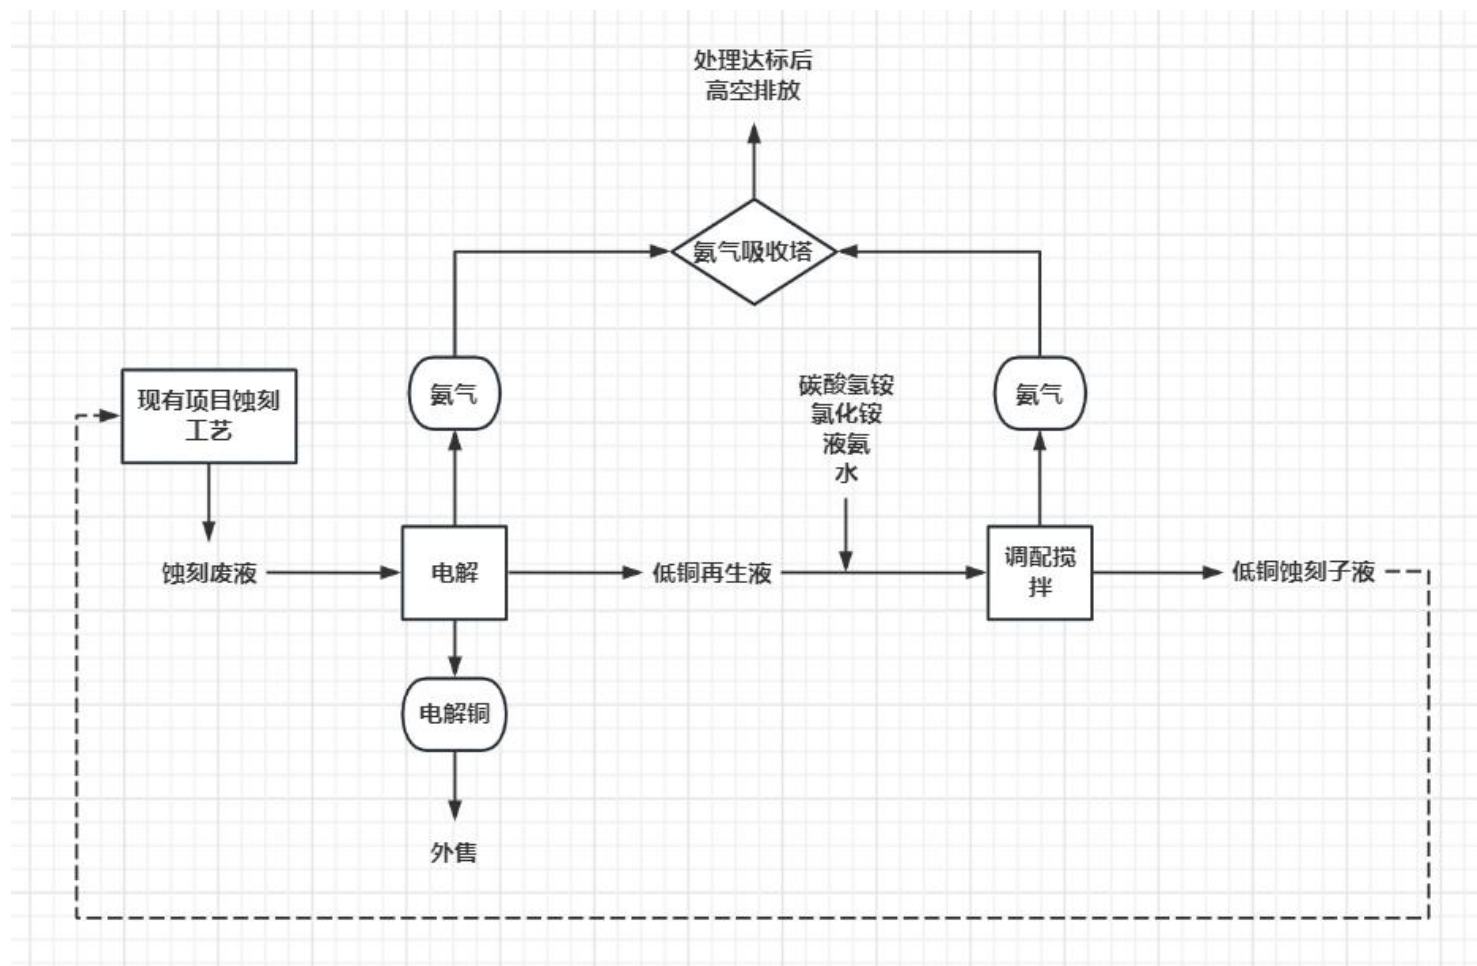 处理达标后
高空排放
氨气吸收塔
现有项目蚀刻
工艺
氨气
碳酸氢铵
氯化铵
液氨
水
氨气
蚀刻废液
电解
低铜再生液
调配搅
拌
低铜蚀刻子液
电解铜
外售